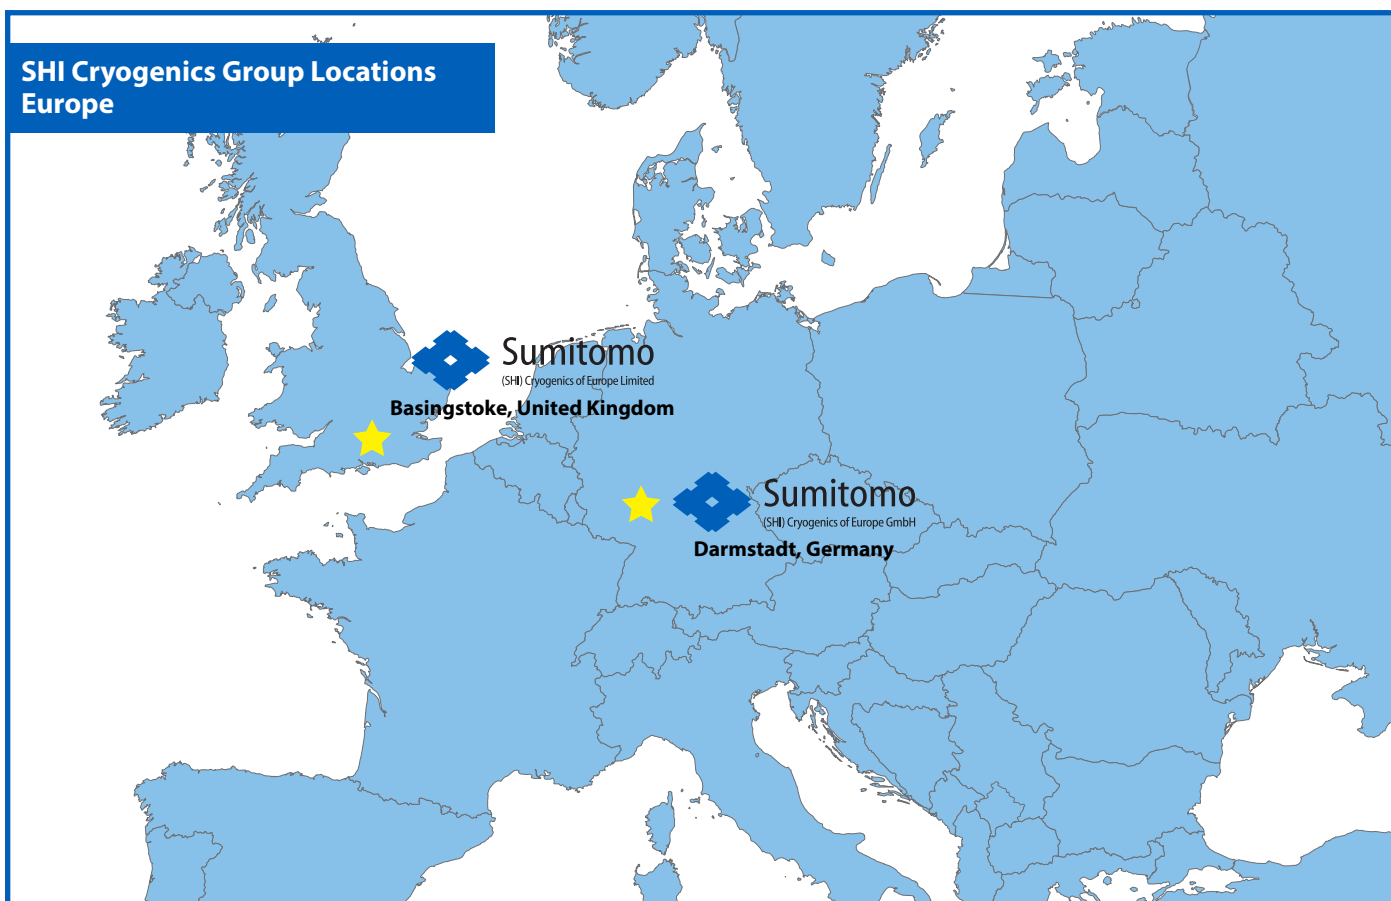 SHI Cryogenics Group Locations
Europe
Sumitomo
(SHI) Cryogenics of Europe Limited
Basingstoke, United Kingdom
Sumitomo
(SHI) Cryogenics of Europe GmbH
Darmstadt, Germany